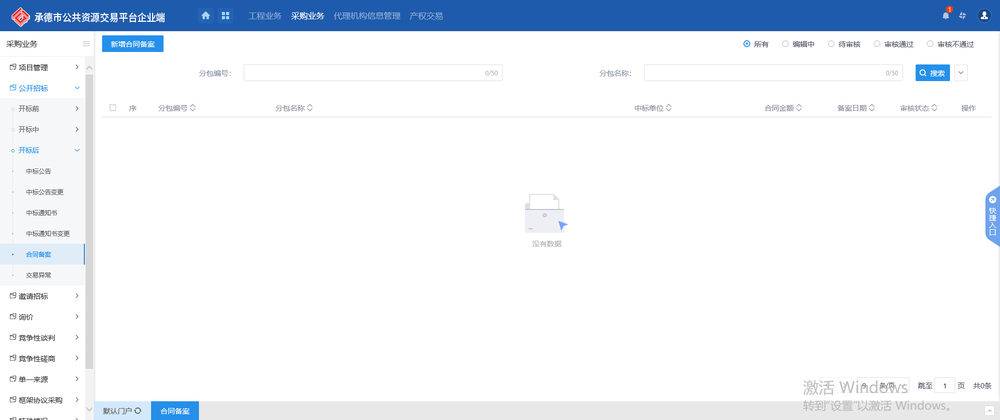 承德市公共资源交易平台企业端
工程业务 采购业务 代理机构信息管理 产权交易
1
采购业务
新增合同备案
所有 编辑中 待审核 审核通过 审核不通过
项目管理
公开招标
开标前
开标中
开标后
中标公告
中标公告变更
中标通知书
中标通知书变更
合同备案
交易异常
邀请招标
询价
竞争性谈判
竞争性磋商
单一来源
框架协议采购
特殊情况
分包编号： 0/50 分包名称： 0/50 搜索
序 分包编号 分包名称 中标单位 合同金额 备案日期 审核状态 操作
没有数据
快捷入口
9 条/页 跳至 1 页 共0条
激活 Windows
转到“设置”以激活 Windows。
默认门户 合同备案